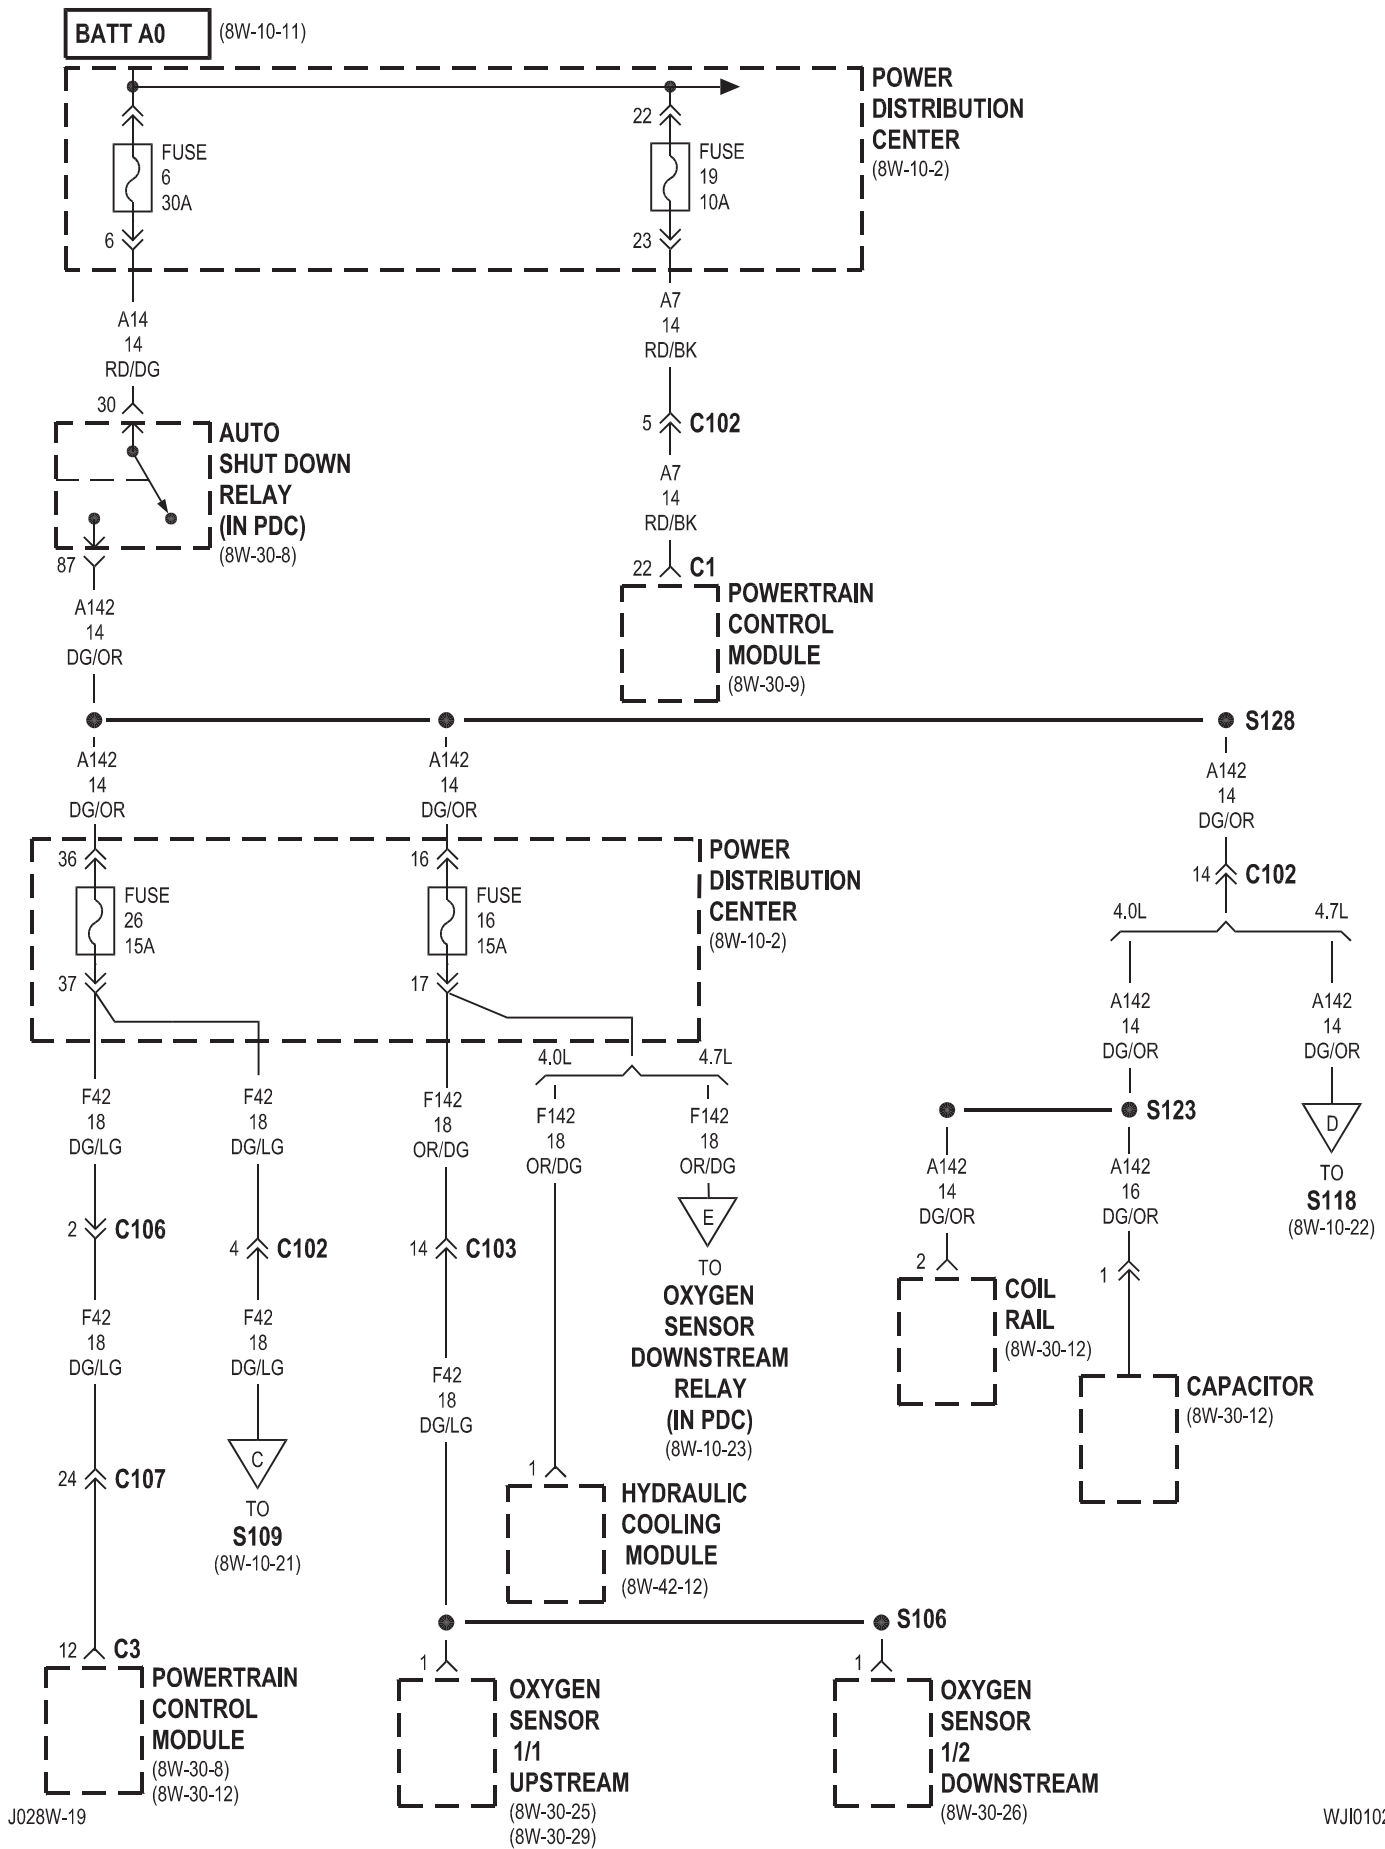 BATT A0
(8W-10-11)
POWER
DISTRIBUTION
CENTER
(8W-10-2)
FUSE
6
30A
6
22
FUSE
19
10A
23
A14
14
RD/DG
A7
14
RD/BK
30
AUTO
SHUT DOWN
RELAY
(IN PDC)
(8W-30-8)
87
5
C102
A7
14
RD/BK
22
C1
POWERTRAIN
CONTROL
MODULE
(8W-30-9)
A142
14
DG/OR
S128
A142
14
DG/OR
A142
14
DG/OR
A142
14
DG/OR
36
FUSE
26
15A
37
16
FUSE
16
15A
17
POWER
DISTRIBUTION
CENTER
(8W-10-2)
14
C102
4.0L
4.7L
A142
14
DG/OR
A142
14
DG/OR
4.0L
4.7L
F42
18
DG/LG
F42
18
DG/LG
F142
18
OR/DG
F142
18
OR/DG
F142
18
OR/DG
S123
D
TO
S118
(8W-10-22)
A142
14
DG/OR
A142
16
DG/OR
2
C106
4
C102
14
C103
E
TO
OXYGEN
SENSOR
DOWNSTREAM
RELAY
(IN PDC)
(8W-10-23)
2
COIL
RAIL
(8W-30-12)
1
CAPACITOR
(8W-30-12)
F42
18
DG/LG
F42
18
DG/LG
F42
18
DG/LG
24
C107
C
TO
S109
(8W-10-21)
1
HYDRAULIC
COOLING
MODULE
(8W-42-12)
S106
12
C3
POWERTRAIN
CONTROL
MODULE
(8W-30-8)
(8W-30-12)
1
OXYGEN
SENSOR
1/1
UPSTREAM
(8W-30-25)
(8W-30-29)
1
OXYGEN
SENSOR
1/2
DOWNSTREAM
(8W-30-26)
J028W-19
WJI0102